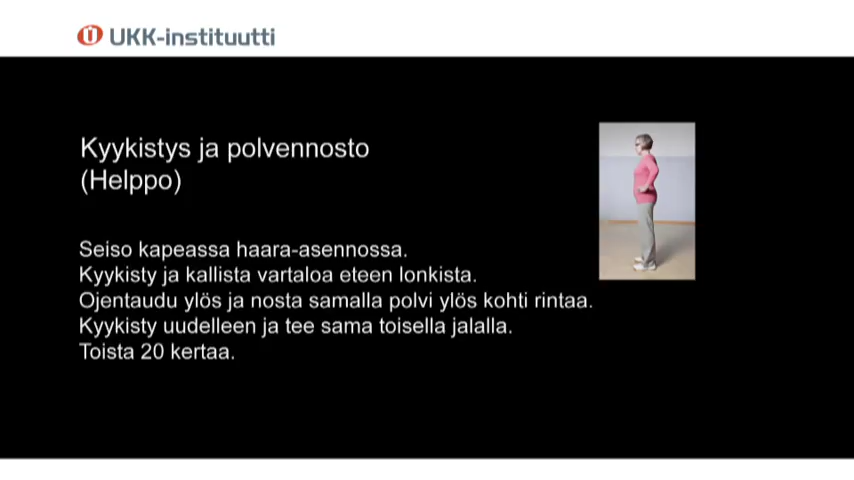 UKK-instituutti
Kyykistys ja polvennosto
(Helppo)
Seiso kapeassa haara-asennossa.
Kyykisty ja kallista vartaloa eteen lonkista.
Ojentaudu ylös ja nosta samalla polvi ylös kohti rintaa.
Kyykisty uudelleen ja tee sama toisella jalalla.
Toista 20 kertaa.